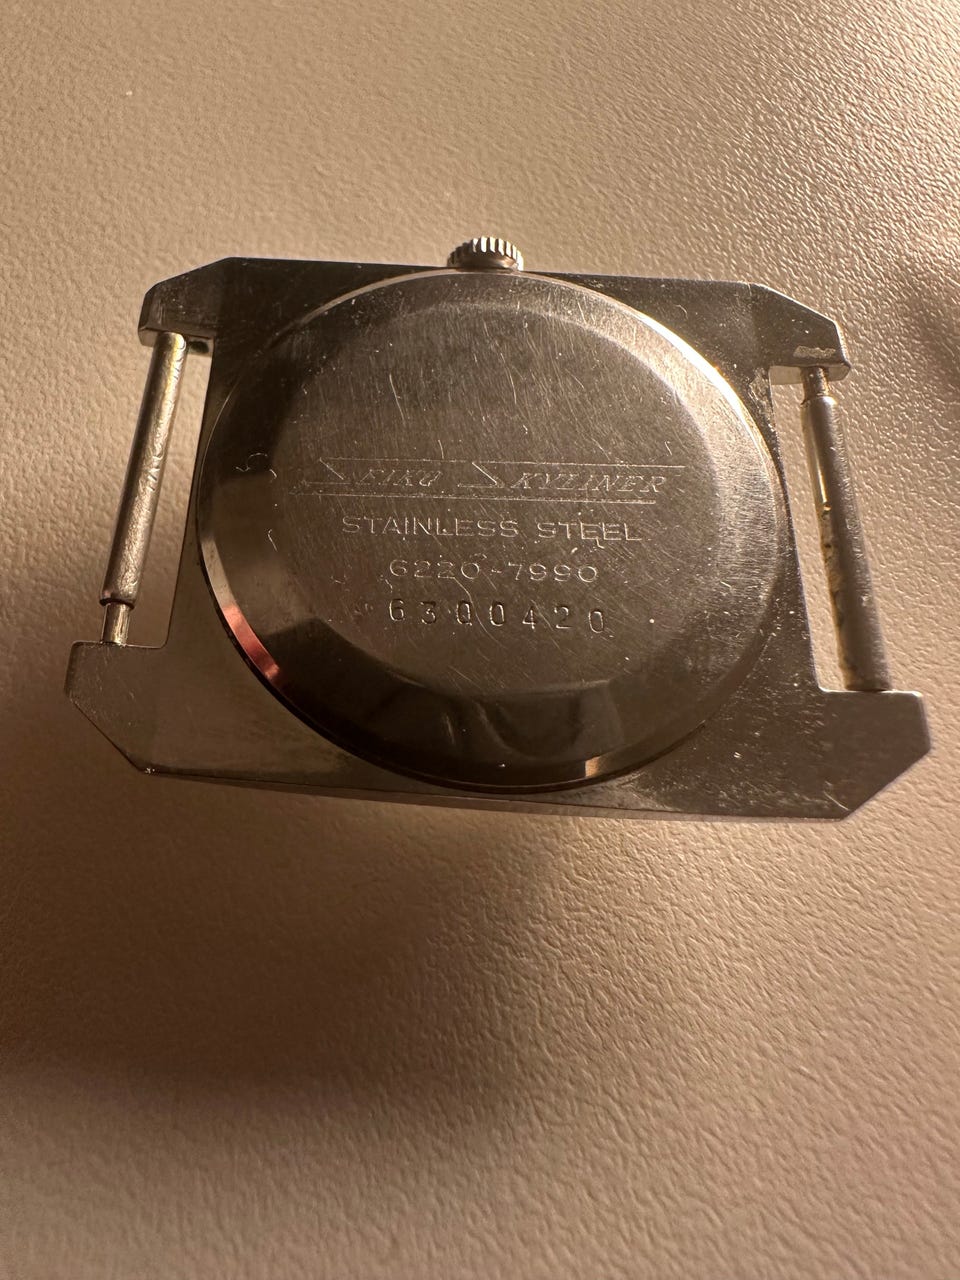 SEIKO SKYLINER
STAINLESS STEEL
6220-7990
6300420